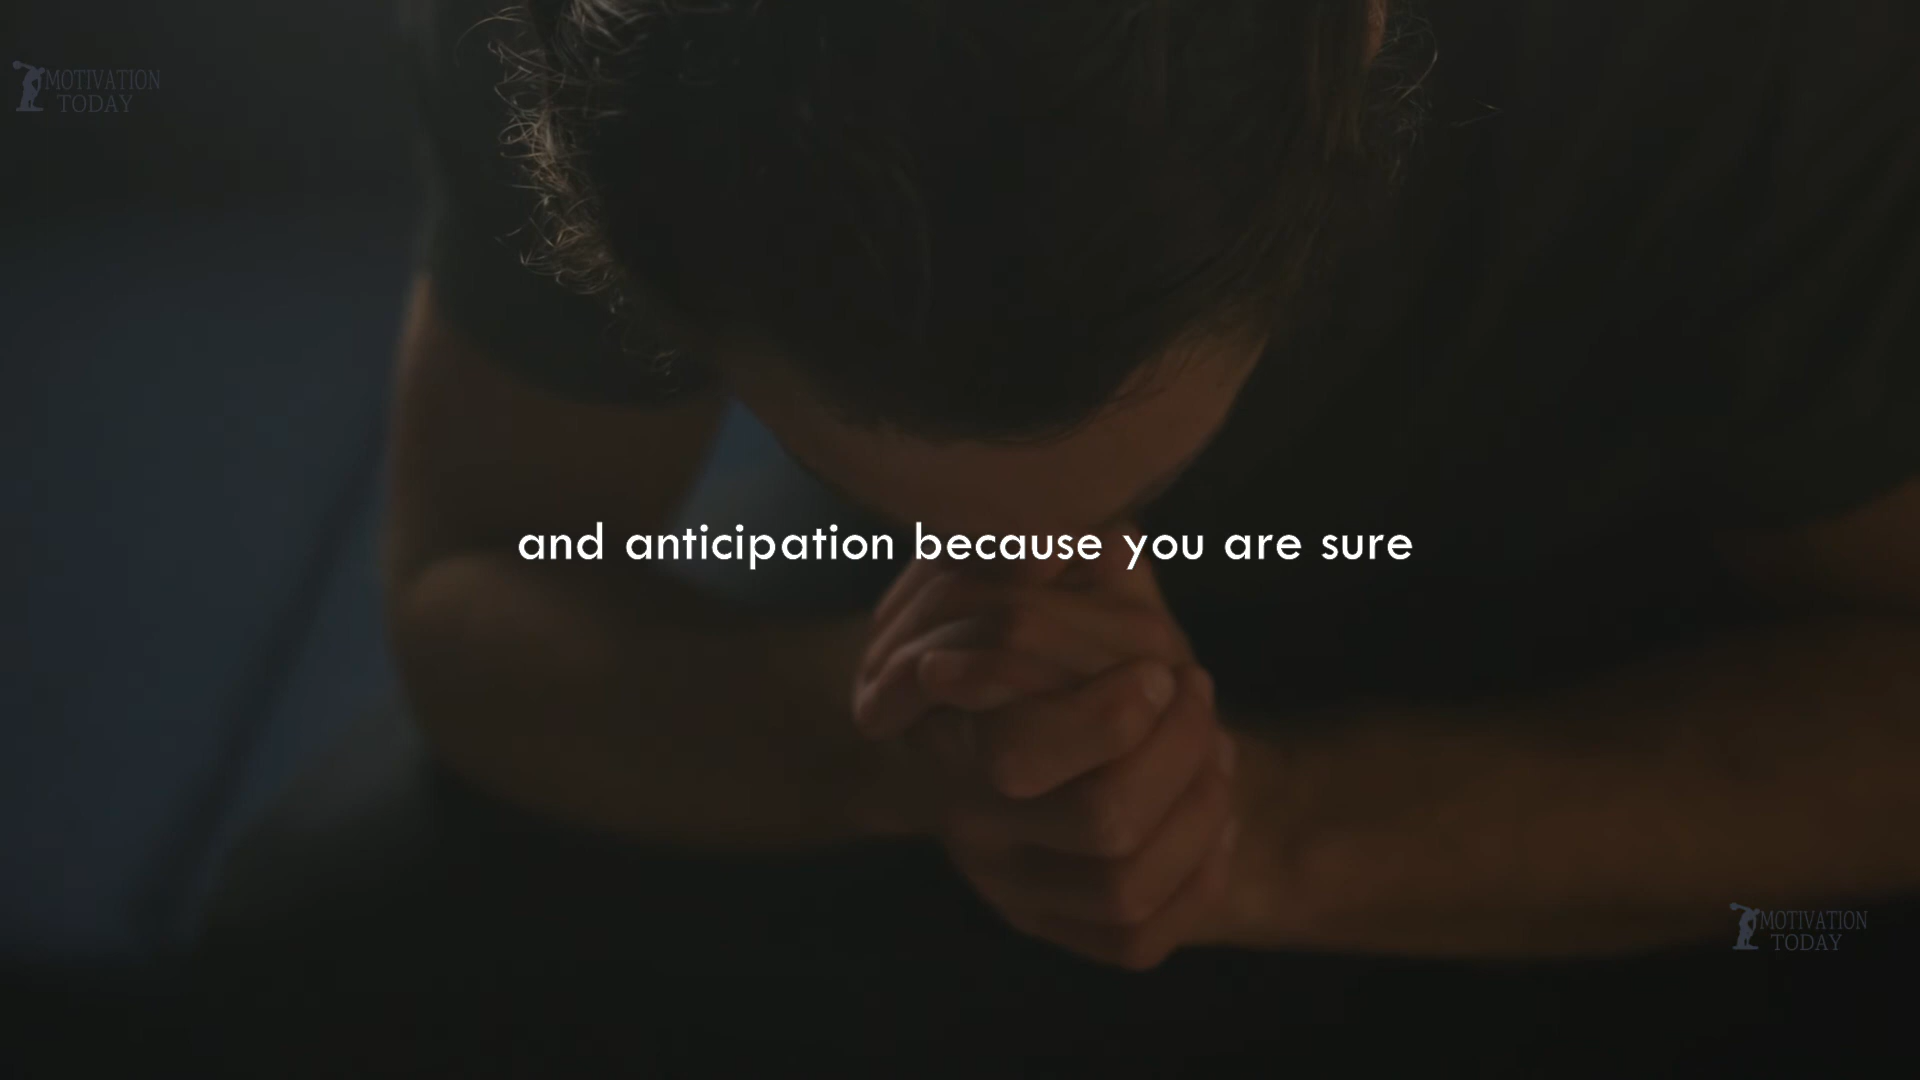 MOTIVATION
TODAY
and anticipation because you are sure
MOTIVATION
TODAY